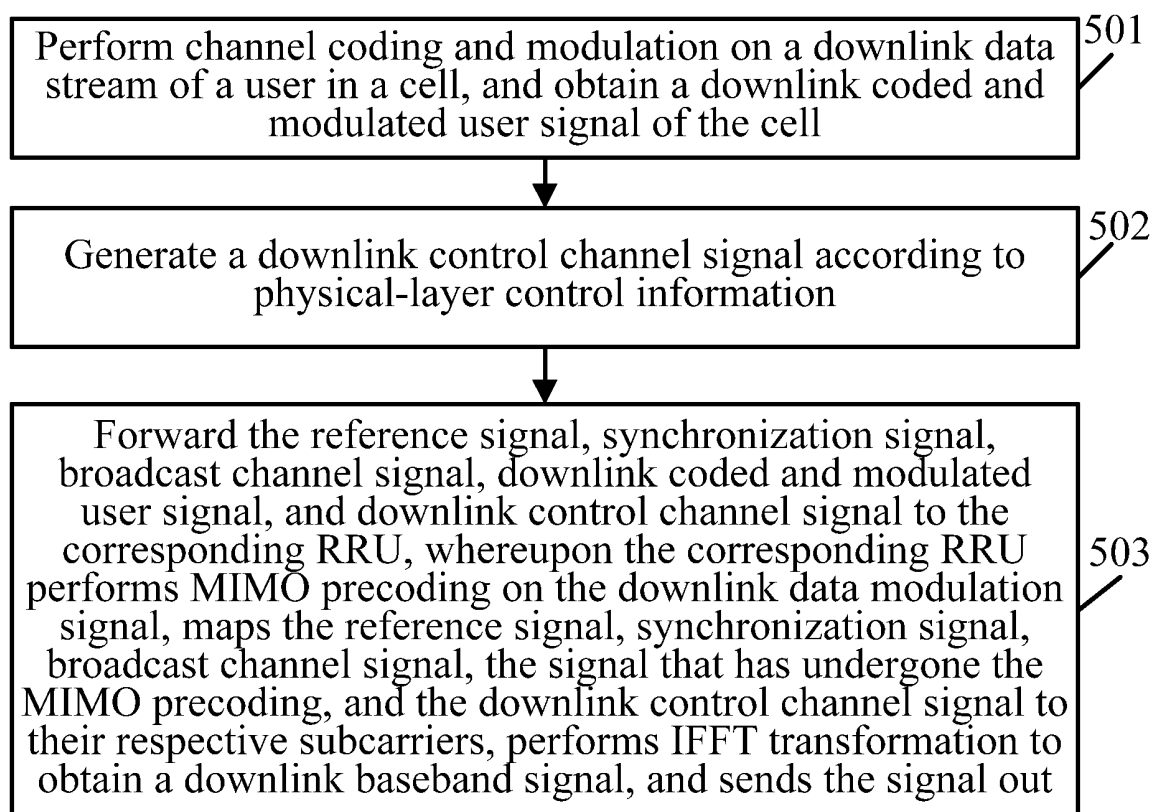 Perform channel coding and modulation on a downlink data
stream of a user in a cell, and obtain a downlink coded and
modulated user signal of the cell
501
Generate a downlink control channel signal according to
physical-layer control information
502
Forward the reference signal, synchronization signal,
broadcast channel signal, downlink coded and modulated
user signal, and downlink control channel signal to the
corresponding RRU, whereupon the corresponding RRU
performs MIMO precoding on the downlink data modulation
signal, maps the reference signal, synchronization signal,
broadcast channel signal, the signal that has undergone the
MIMO precoding, and the downlink control channel signal to
their respective subcarriers, performs IFFT transformation to
obtain a downlink baseband signal, and sends the signal out
503